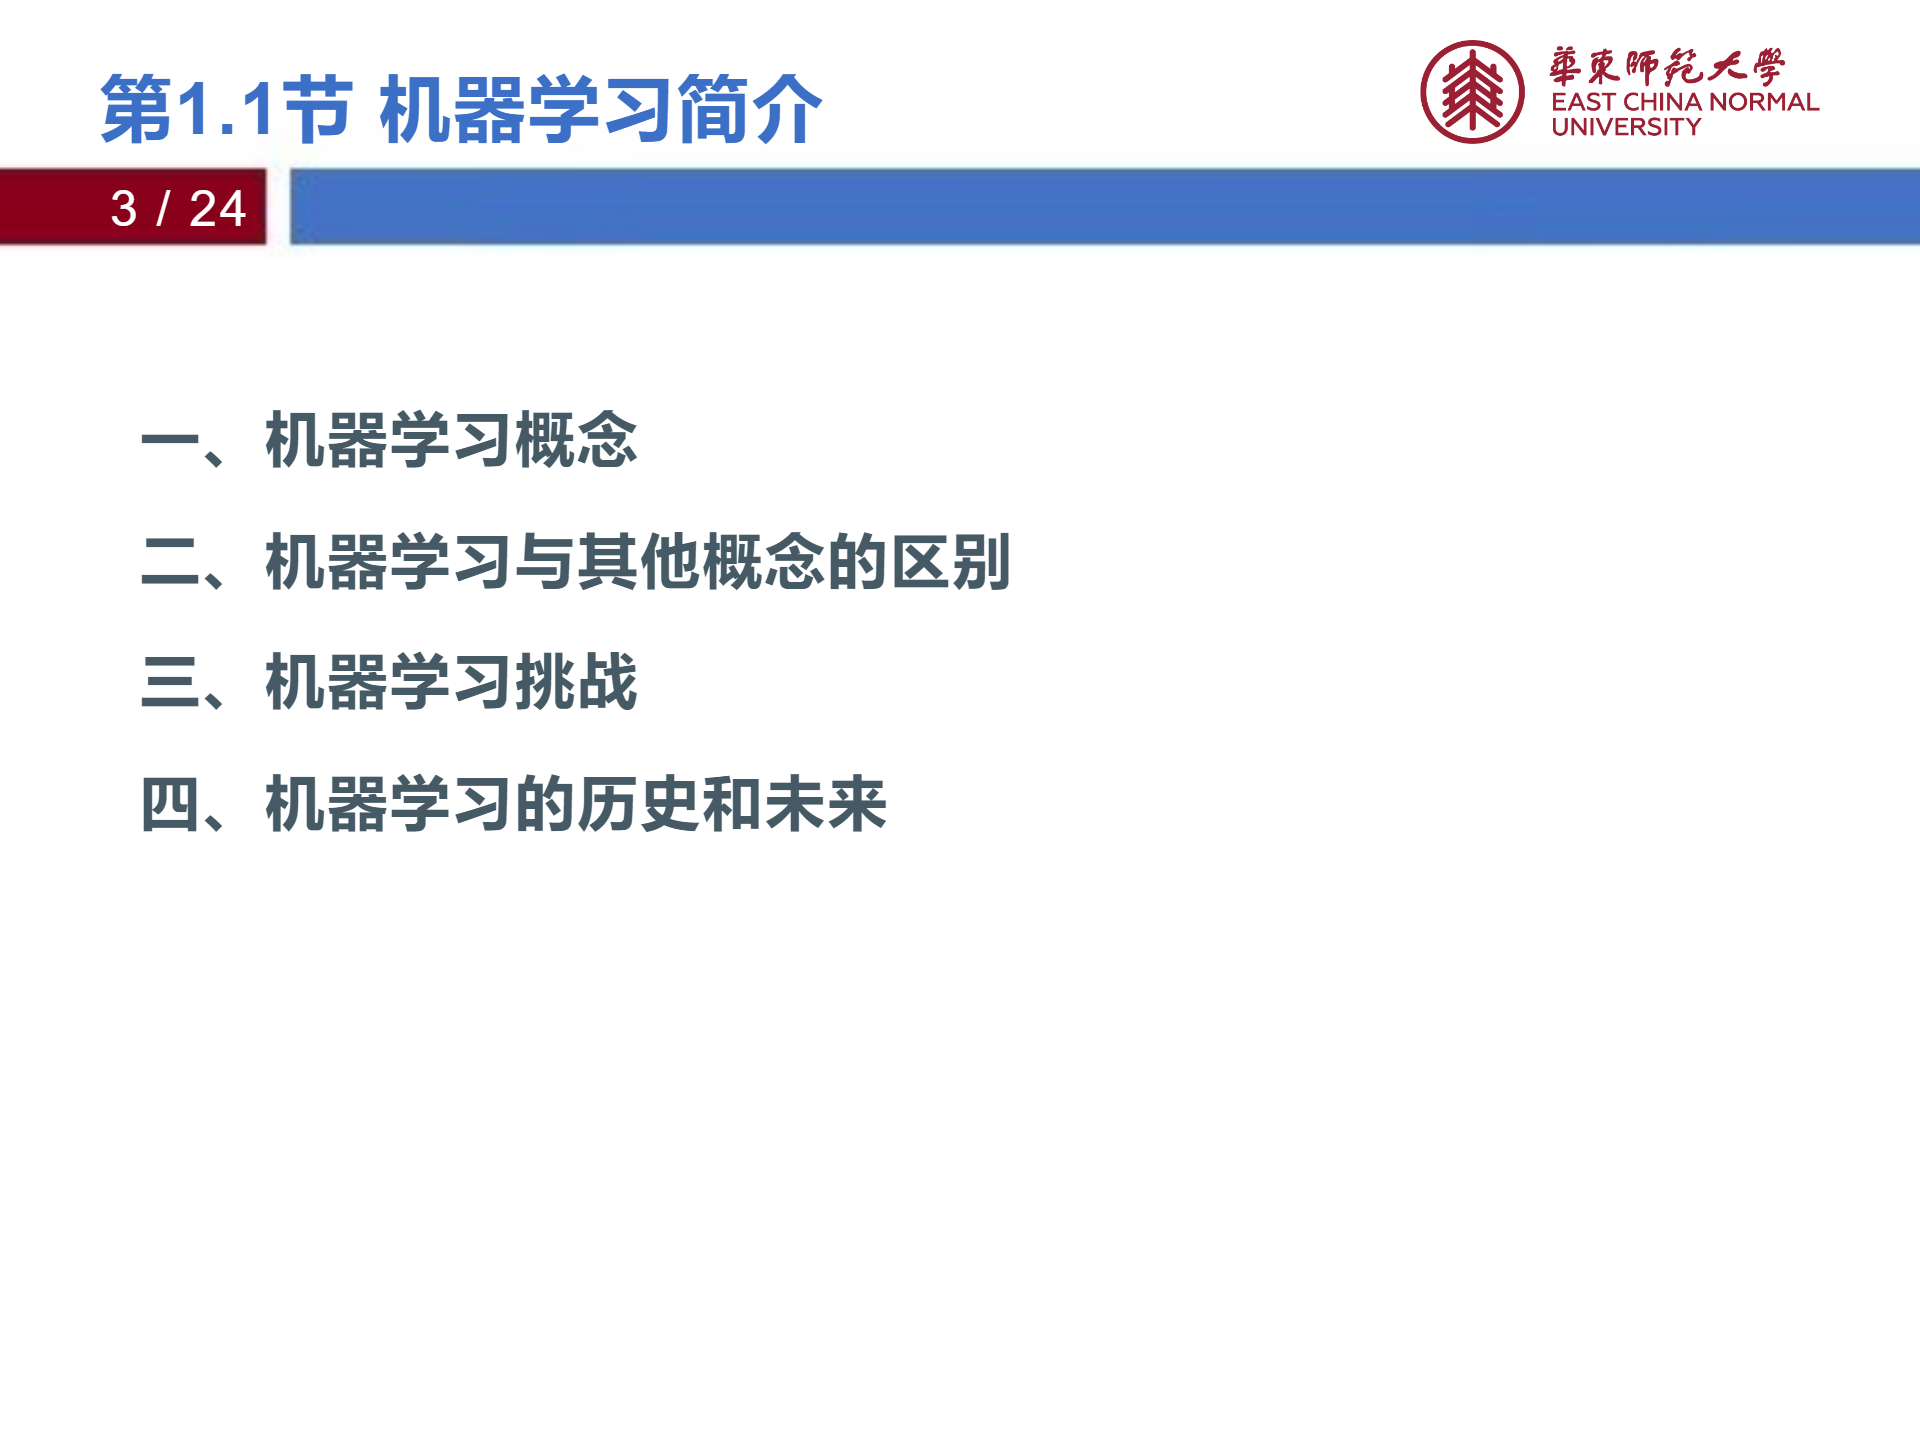 第1.1节 机器学习简介
華東師範大學
EAST CHINA NORMAL
UNIVERSITY
3 / 24
一、机器学习概念
二、机器学习与其他概念的区别
三、机器学习挑战
四、机器学习的历史和未来